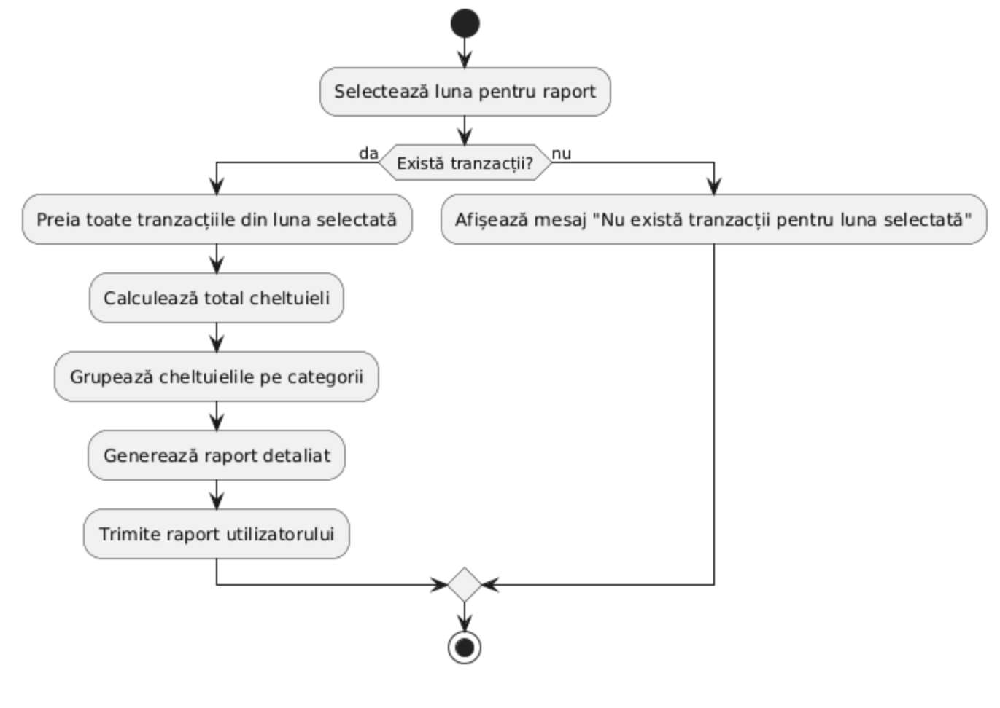 Selectează luna pentru raport
da
Există tranzacții?
nu
Preia toate tranzacțiile din luna selectată
Afișează mesaj "Nu există tranzacții pentru luna selectată"
Calculează total cheltuieli
Grupează cheltuielile pe categorii
Generează raport detaliat
Trimite raport utilizatorului